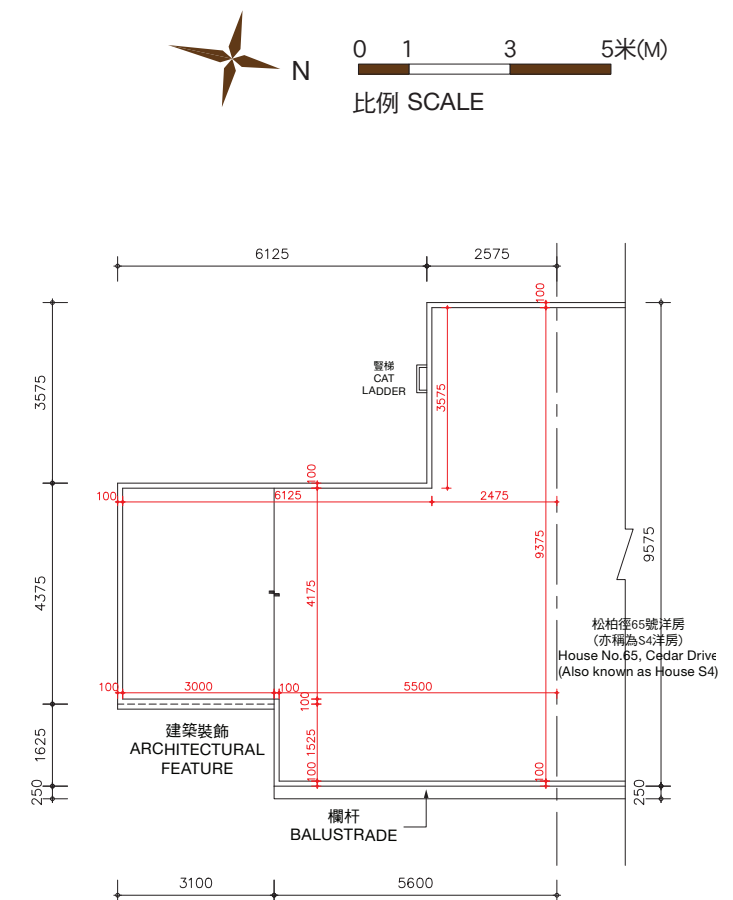 N
0 1 3 5米(M)
比例 SCALE
6125 2575
100
3575
豎梯
CAT
LADDER
3575
100
100 6125 2475
4375
4175
9375
9575
松柏徑65號洋房
(亦稱為S4洋房)
House No.65, Cedar Drive
(Also known as House S4)
100 3000 100 5500
100
建築裝飾
ARCHITECTURAL
FEATURE
1625
1525
100
100
250
250
欄杆
BALUSTRADE
3100 5600